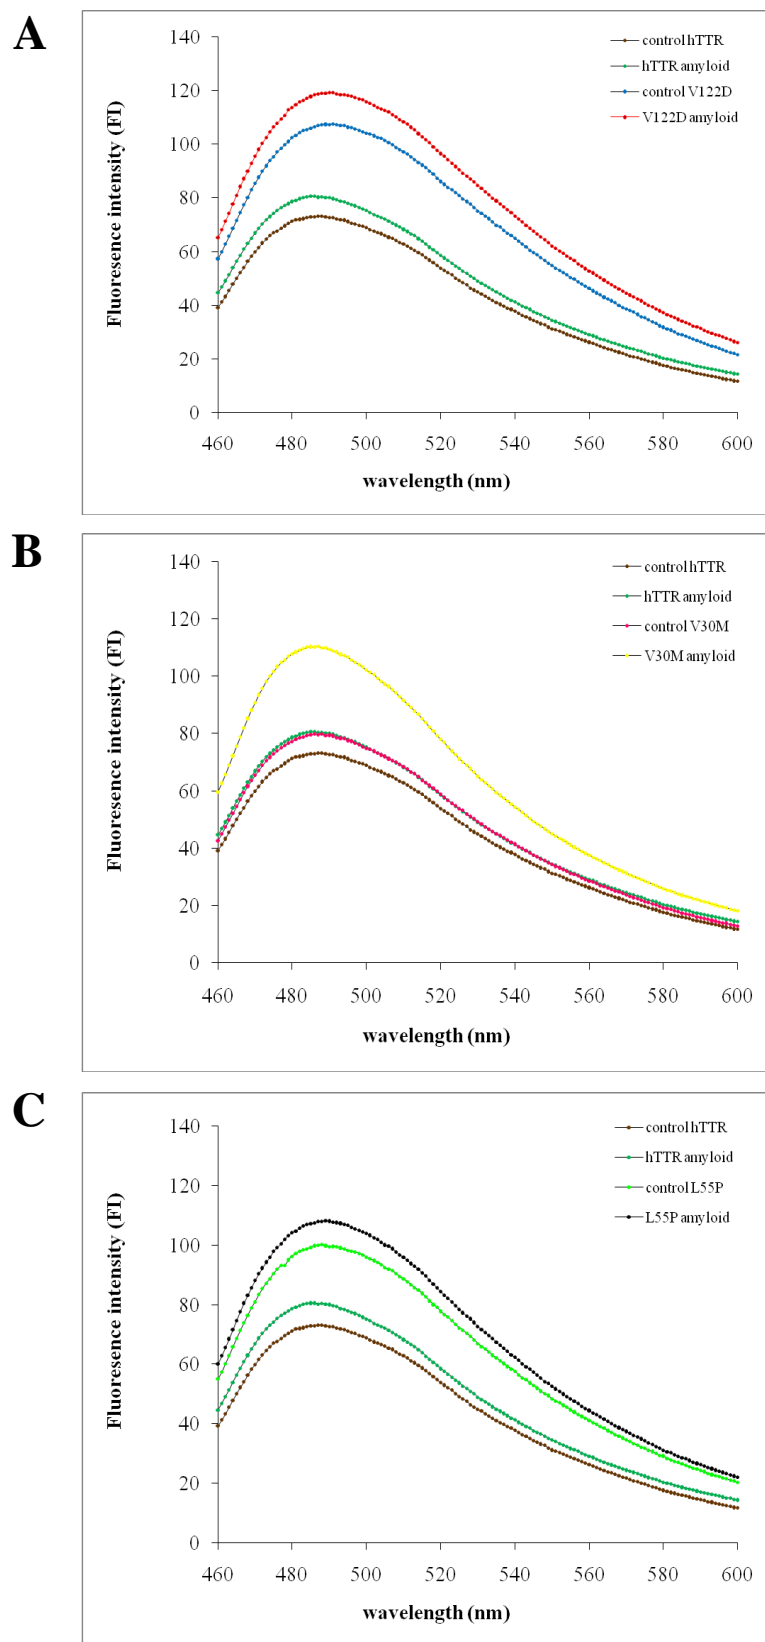 A
140
120
100
80
60
40
20
0
Fluoresence intensity (FI)
460 480 500 520 540 560 580 600
wavelength (nm)
control hTTR
hTTR amyloid
control V122D
V122D amyloid
B
140
120
100
80
60
40
20
0
Fluoresence intensity (FI)
460 480 500 520 540 560 580 600
wavelength (nm)
control hTTR
hTTR amyloid
control V30M
V30M amyloid
C
140
120
100
80
60
40
20
0
Fluoresence intensity (FI)
460 480 500 520 540 560 580 600
wavelength (nm)
control hTTR
hTTR amyloid
control L55P
L55P amyloid